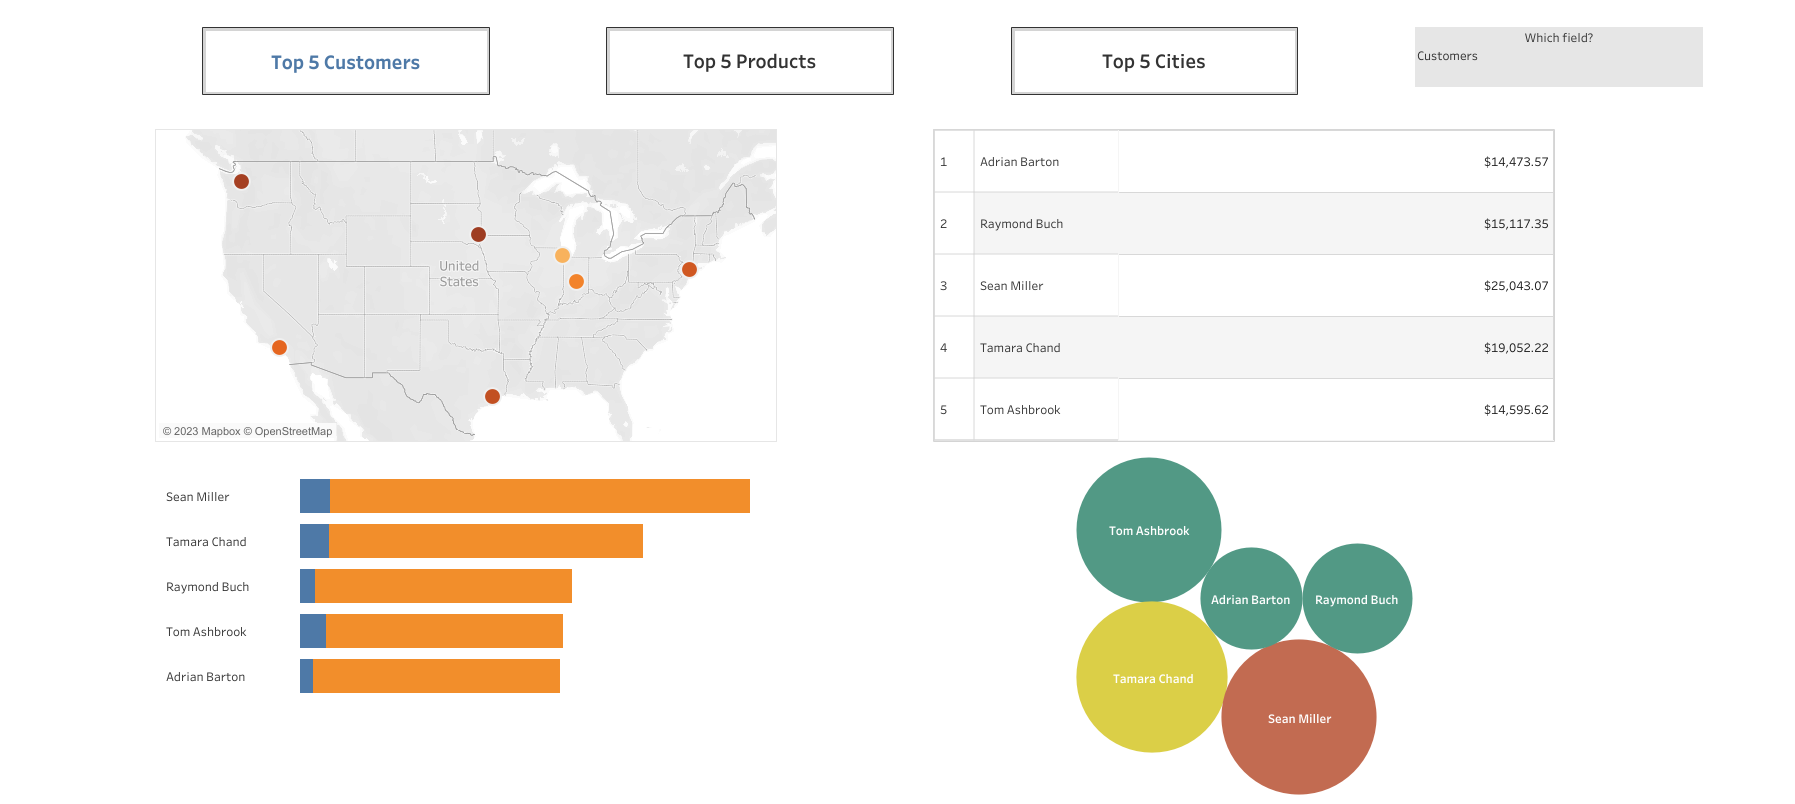 Top 5 Customers
Top 5 Products
Top 5 Cities
Which field?
Customers
United
States
© 2023 Mapbox © OpenStreetMap
1 Adrian Barton $14,473.57
2 Raymond Buch $15,117.35
3 Sean Miller $25,043.07
4 Tamara Chand $19,052.22
5 Tom Ashbrook $14,595.62
Sean Miller
Tamara Chand
Raymond Buch
Tom Ashbrook
Adrian Barton
Tom Ashbrook
Adrian Barton
Raymond Buch
Tamara Chand
Sean Miller